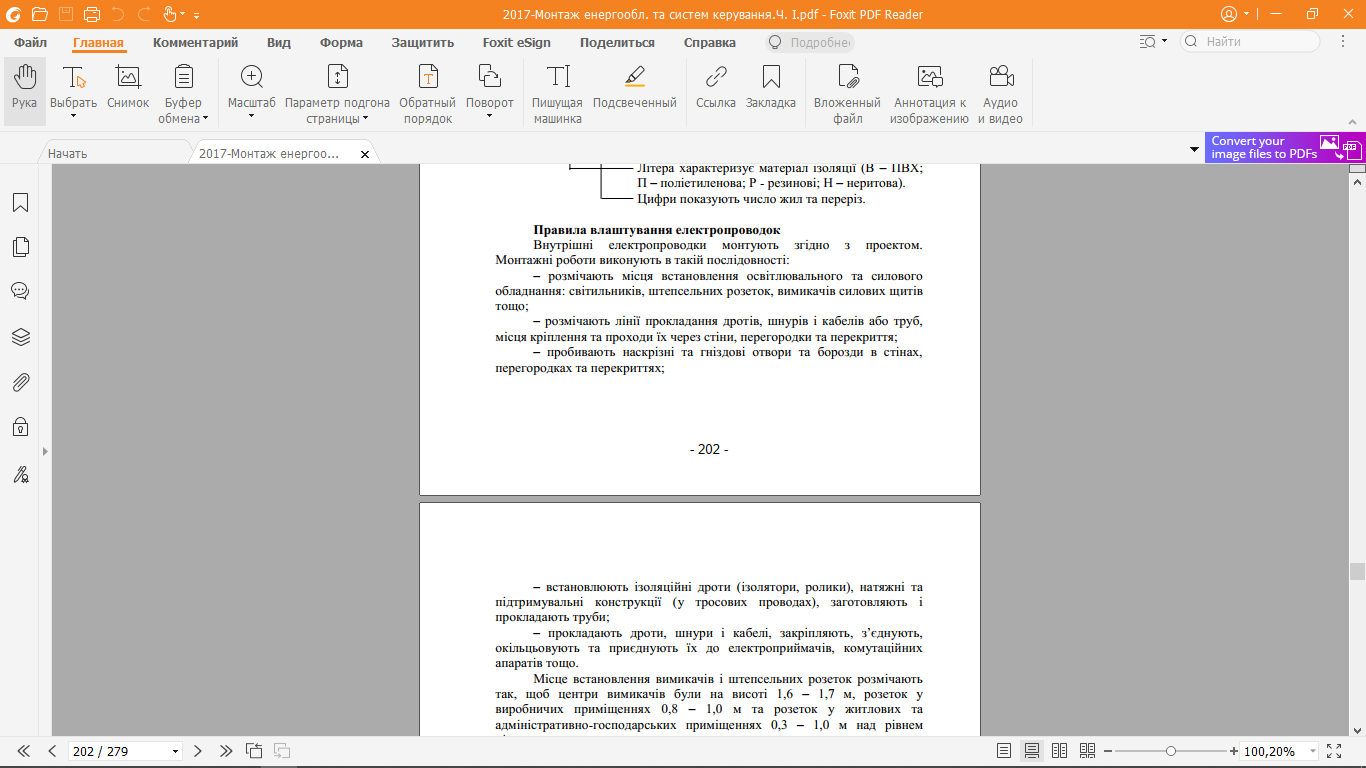 2017-Монтаж енергообл. та систем керування.Ч. I.pdf - Foxit PDF Reader
Файл Главная Комментарий Вид Форма Защитить Foxit eSign Поделиться Справка Подробнее Найти
Рука Выбрать Снимок Буфер обмена Масштаб Параметр подгона страницы Обратный порядок Поворот Пишущая машинка Подсвеченный Ссылка Закладка Вложенный файл Аннотация к изображению Аудио и видео
Начать 2017-Монтаж енергоо...
Convert your
image files to PDFs
PDF
Літера характеризує матеріал ізоляції (В – ПВХ;
П – поліетиленова; Р - резинові; Н – неритова).
Цифри показують число жил та переріз.
Правила влаштування електропроводок
Внутрішні електропроводки монтують згідно з проектом.
Монтажні роботи виконують в такій послідовності:
– розмічають місця встановлення освітлювального та силового
обладнання: світильників, штепсельних розеток, вимикачів силових щитів
тощо;
– розмічають лінії прокладання дротів, шнурів і кабелів або труб,
місця кріплення та проходи їх через стіни, перегородки та перекриття;
– пробивають наскрізні та гніздові отвори та борозди в стінах,
перегородках та перекриттях;
- 202 -
– встановлюють ізоляційні дроти (ізолятори, ролики), натяжні та
підтримувальні конструкції (у тросових проводах), заготовляють і
прокладають труби;
– прокладають дроти, шнури і кабелі, закріпляють, з’єднують,
окільцьовують та приєднують їх до електроприймачів, комутаційних
апаратів тощо.
Місце встановлення вимикачів і штепсельних розеток розмічають
так, щоб центри вимикачів були на висоті 1,6 – 1,7 м, розеток у
виробничих приміщеннях 0,8 – 1,0 м та розеток у житлових та
адміністративно-господарських приміщеннях 0,3 – 1,0 м над рівнем
202 / 279
100,20%